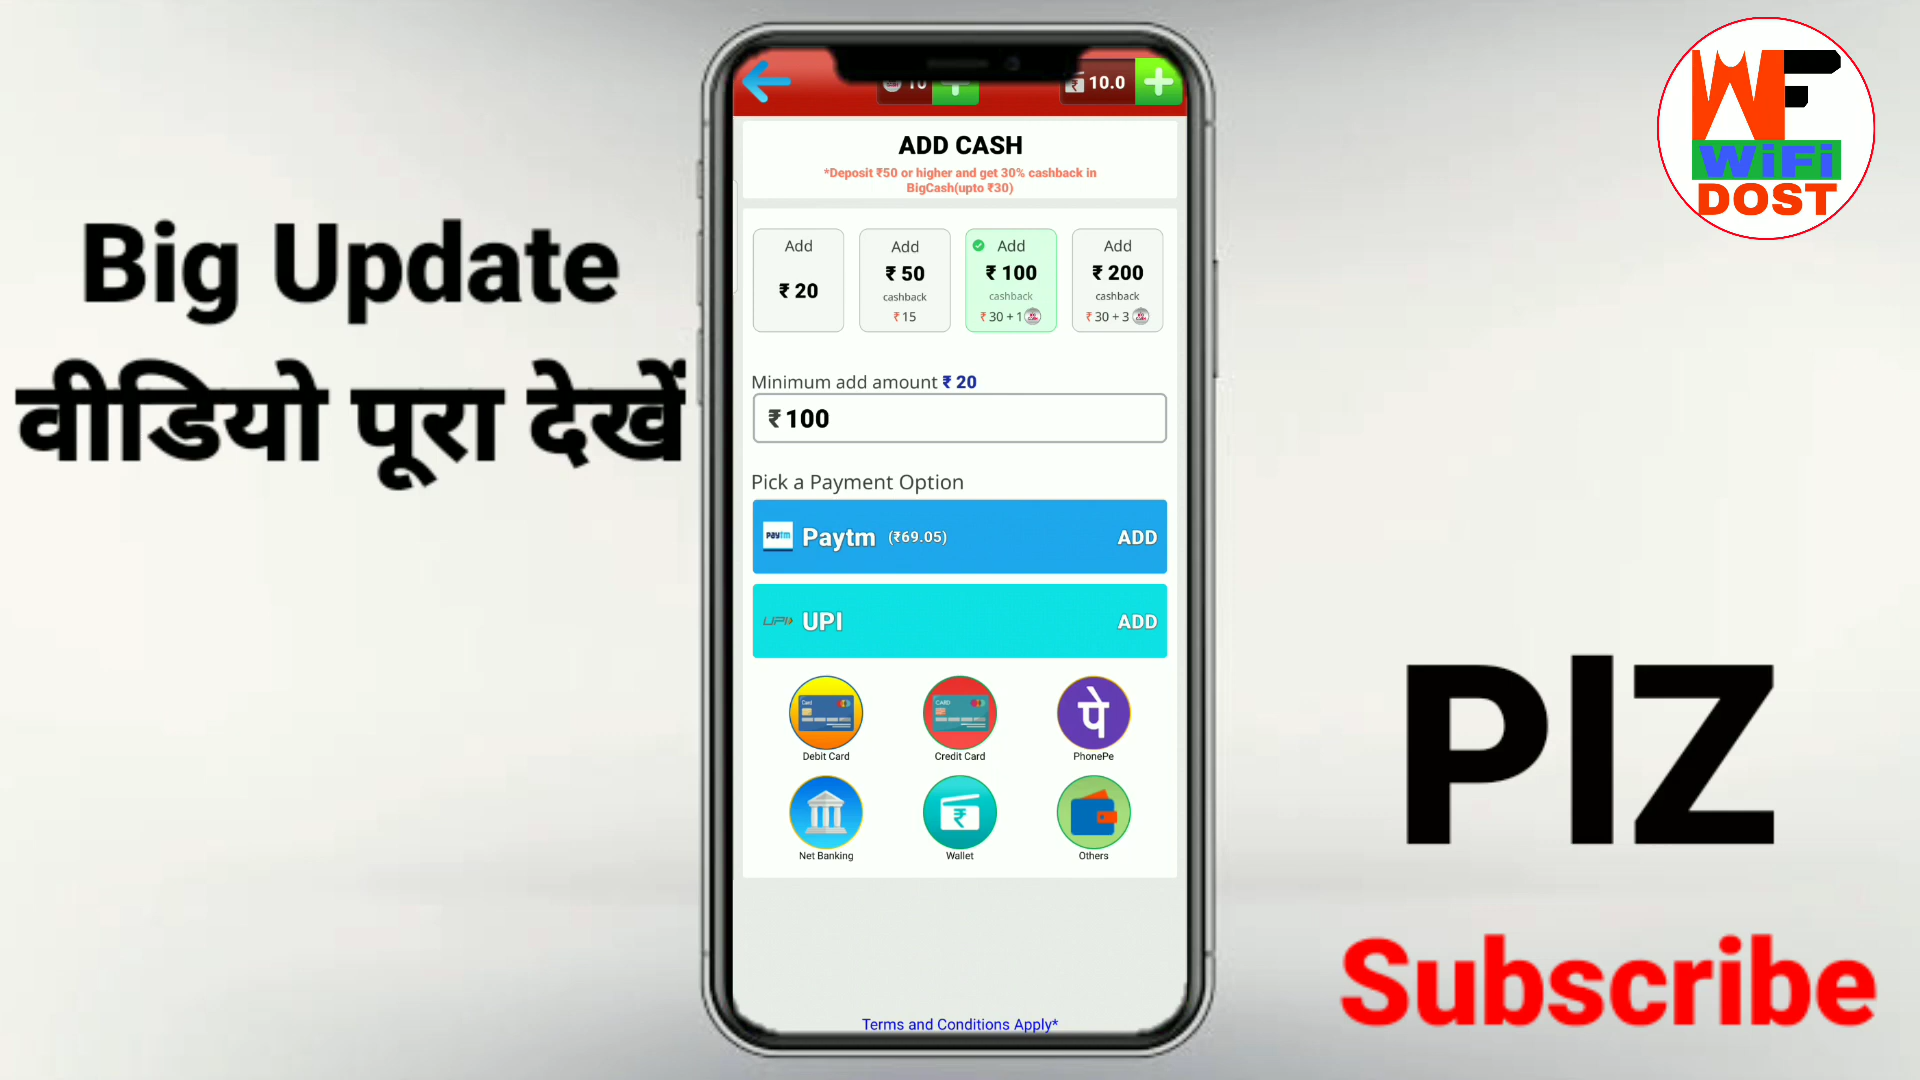 Big Update
वीडियो पूरा देखें
10
10.0
ADD CASH
*Deposit ₹50 or higher and get 30% cashback in
BigCash(upto ₹30)
Add
₹ 20
Add
₹ 50
cashback
₹ 15
Add
₹ 100
cashback
₹ 30 + 1
Add
₹ 200
cashback
₹ 30 + 3
Minimum add amount ₹ 20
₹ 100
Pick a Payment Option
Paytm Paytm (₹69.05) ADD
UPI UPI ADD
Debit Card
Credit Card
पे
PhonePe
Net Banking
Wallet
Others
Terms and Conditions Apply*
WF
WiFi
DOST
PlZ
Subscribe